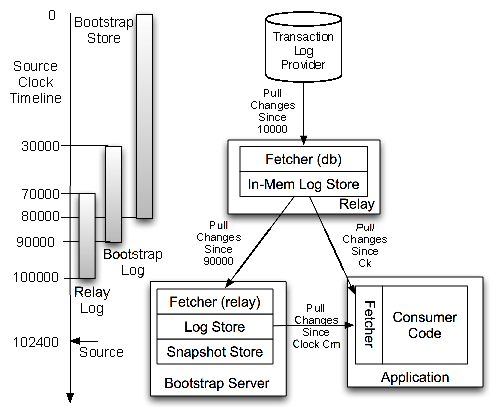 0
Bootstrap
Store
Source
Clock
Timeline
30000
70000
80000
90000
100000
Bootstrap
Log
Relay
Log
102400
Source
Transaction
Log
Provider
Pull
Changes
Since
10000
Fetcher (db)
In-Mem Log Store
Relay
Pull
Changes
Since
90000
Pull
Changes
Since
Ck
Fetcher (relay)
Log Store
Snapshot Store
Bootstrap Server
Pull
Changes
Since
Clock Crn
Fetcher
Consumer
Code
Application